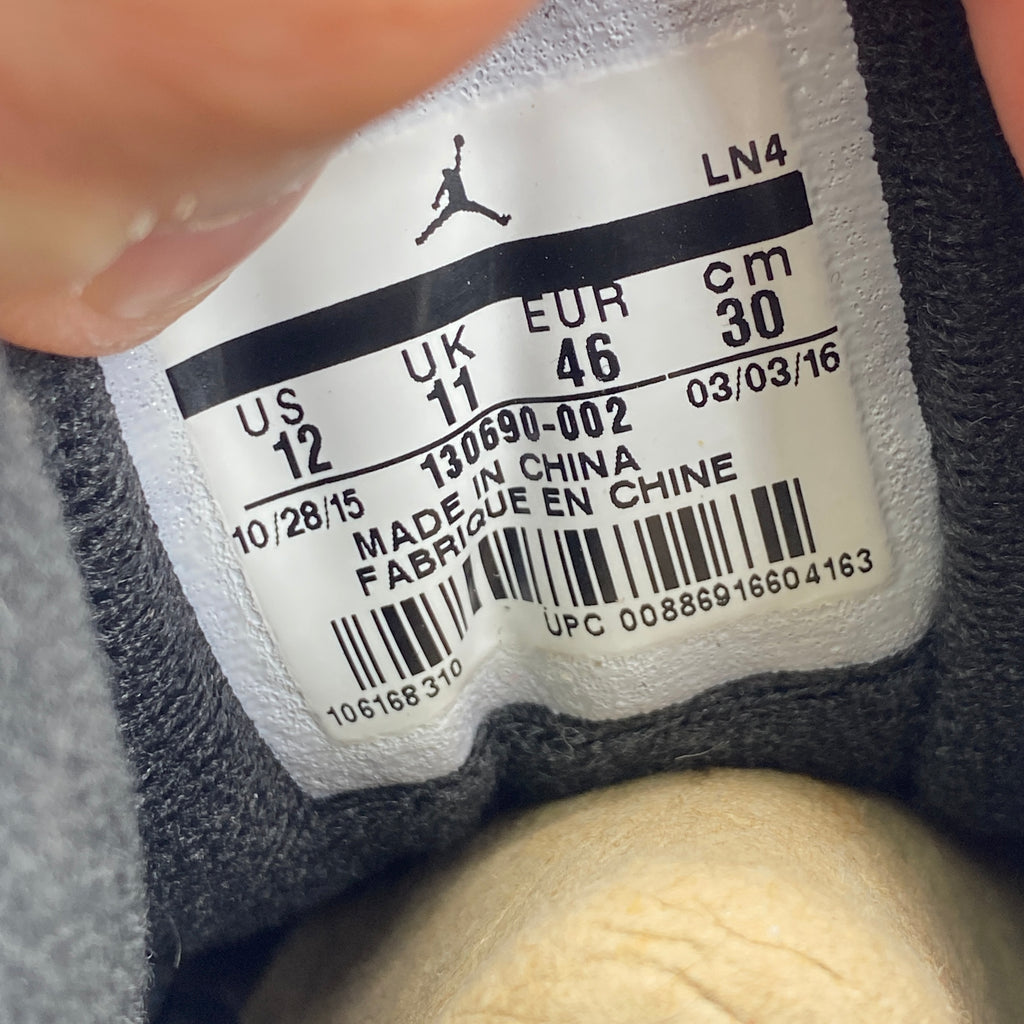 LN4
US UK EUR cm
12 11 46 30
10/28/15 130690-002 03/03/16
MADE IN CHINA
FABRIQUE EN CHINE
UPC 00886916604163
106168310